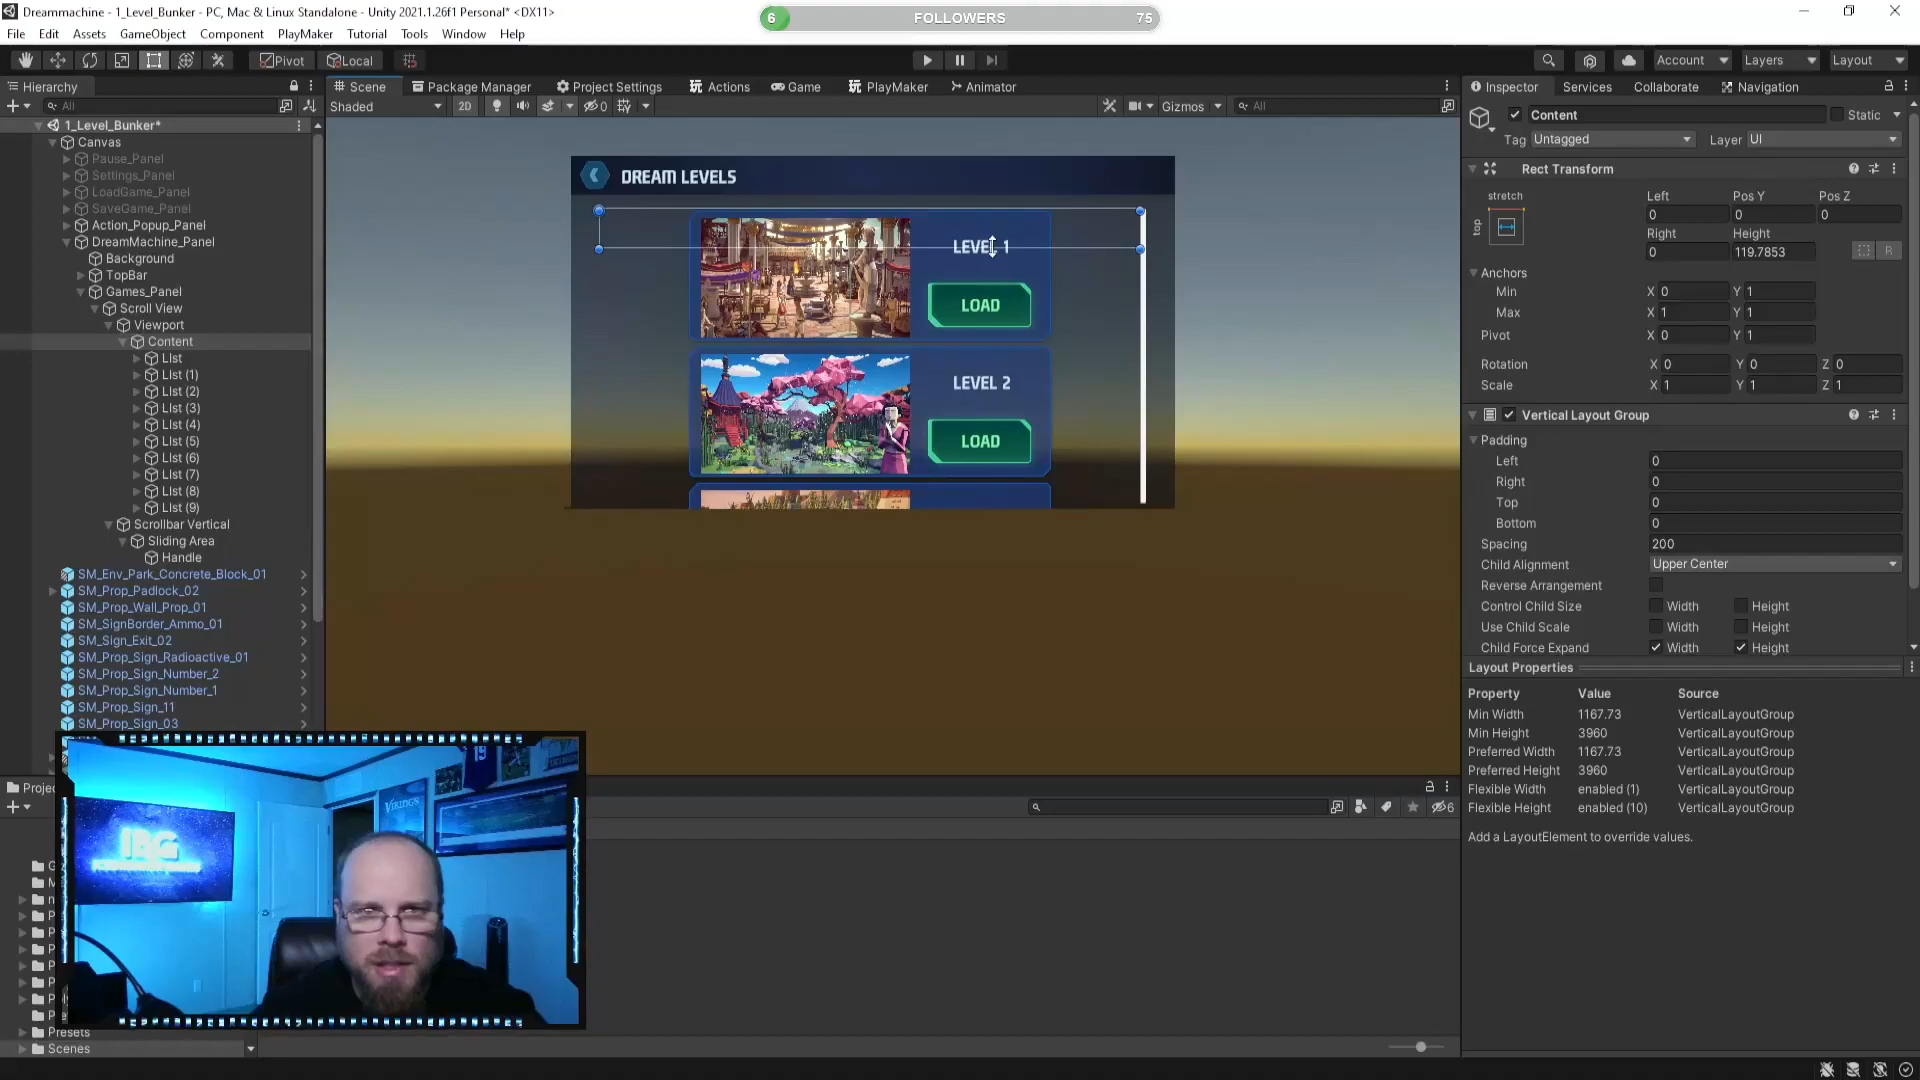 Dreammachine - 1_Level_Bunker - PC, Mac & Linux Standalone - Unity 2021.1.26f1 Personal* <DX11>
6 FOLLOWERS 75
File Edit Assets GameObject Component PlayMaker Tutorial Tools Window Help
Pivot Local
Account Layers Layout
Hierarchy
Scene Package Manager Project Settings Actions Game PlayMaker Animator
Inspector Services Collaborate Navigation
All
Shaded 2D 0 Gizmos All
1_Level_Bunker*
Canvas
Pause_Panel
Settings_Panel
LoadGame_Panel
SaveGame_Panel
Action_Popup_Panel
DreamMachine_Panel
Background
TopBar
Games_Panel
Scroll View
Viewport
Content
LIst
LIst (1)
LIst (2)
LIst (3)
LIst (4)
LIst (5)
LIst (6)
LIst (7)
LIst (8)
LIst (9)
Scrollbar Vertical
Sliding Area
Handle
SM_Env_Park_Concrete_Block_01
SM_Prop_Padlock_02
SM_Prop_Wall_Prop_01
SM_SignBorder_Ammo_01
SM_Sign_Exit_02
SM_Prop_Sign_Radioactive_01
SM_Prop_Sign_Number_2
SM_Prop_Sign_Number_1
SM_Prop_Sign_11
SM_Prop_Sign_03
DREAM LEVELS
LEVEL 1
LOAD
LEVEL 2
LOAD
Content Static
Tag Untagged Layer UI
Rect Transform
stretch Left Pos Y Pos Z
top 0 0 0
Right Height
0 119.7853 R
Anchors
Min X 0 Y 1
Max X 1 Y 1
Pivot X 0 Y 1
Rotation X 0 Y 0 Z 0
Scale X 1 Y 1 Z 1
Vertical Layout Group
Padding
Left 0
Right 0
Top 0
Bottom 0
Spacing 200
Child Alignment Upper Center
Reverse Arrangement
Control Child Size Width Height
Use Child Scale Width Height
Child Force Expand Width Height
Layout Properties
Property Value Source
Min Width 1167.73 VerticalLayoutGroup
Min Height 3960 VerticalLayoutGroup
Preferred Width 1167.73 VerticalLayoutGroup
Preferred Height 3960 VerticalLayoutGroup
Flexible Width enabled (1) VerticalLayoutGroup
Flexible Height enabled (10) VerticalLayoutGroup
Add a LayoutElement to override values.
Projec
6
19
VIKINGS
IBG
Presets
Scenes